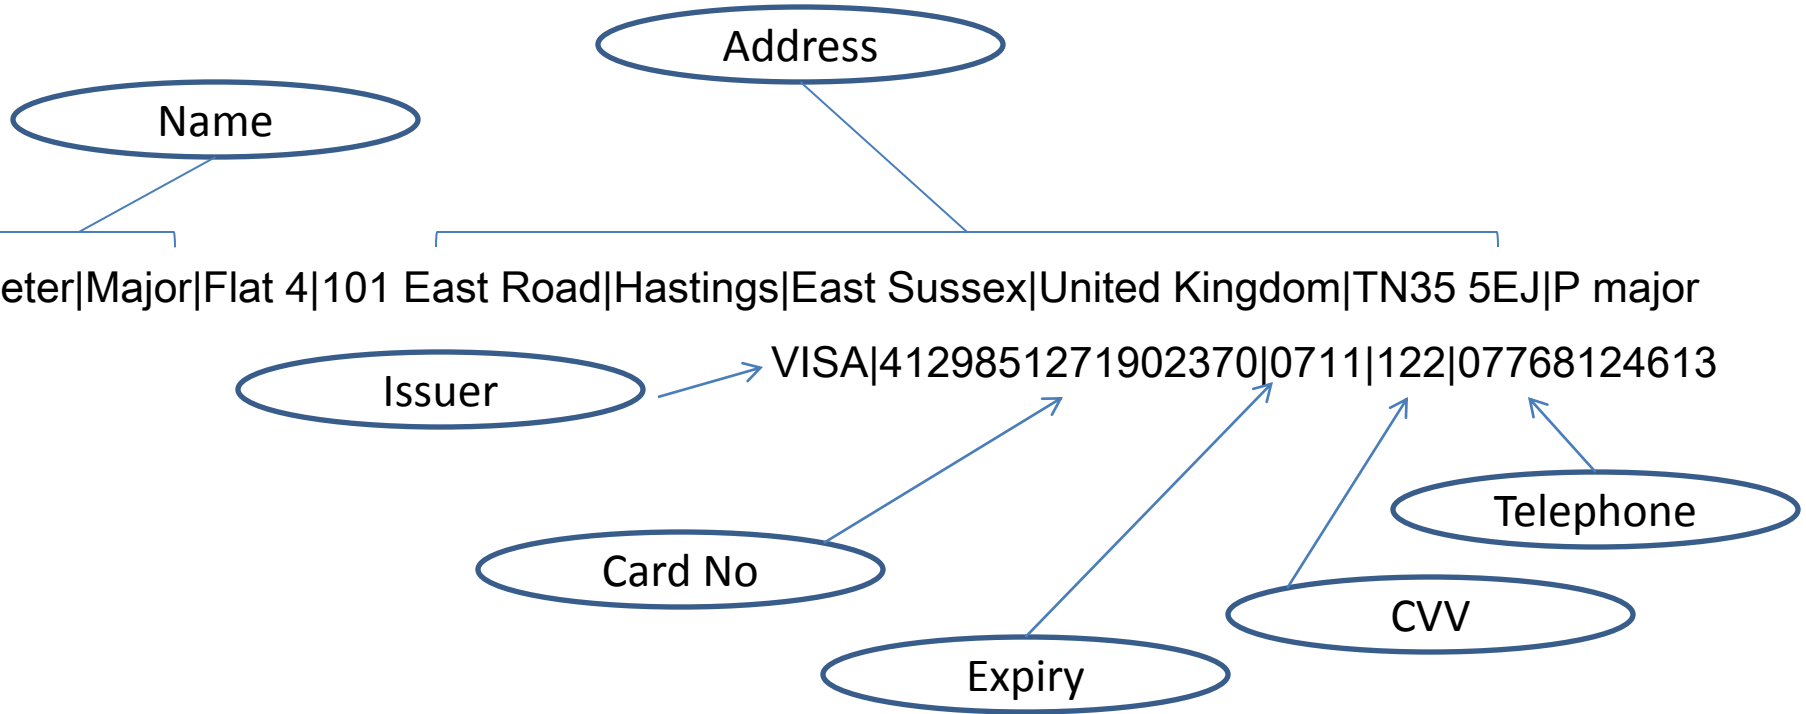 Address
Name
eter|Major|Flat 4|101 East Road|Hastings|East Sussex|United Kingdom|TN35 5EJ|P major
VISA|4129851271902370|0711|122|07768124613
Issuer
Telephone
Card No
CVV
Expiry